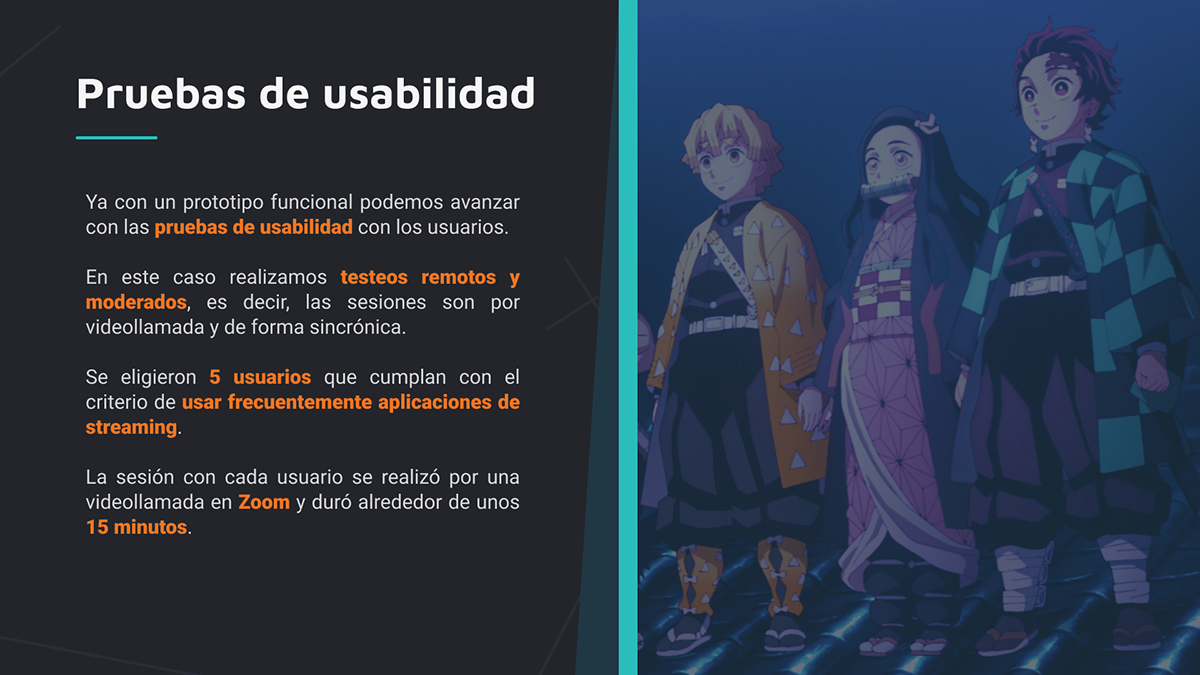 Pruebas de usabilidad
Ya con un prototipo funcional podemos avanzar
con las pruebas de usabilidad con los usuarios.
En este caso realizamos testeos remotos y
moderados, es decir, las sesiones son por
videollamada y de forma sincrónica.
Se eligieron 5 usuarios que cumplan con el
criterio de usar frecuentemente aplicaciones de
streaming.
La sesión con cada usuario se realizó por una
videollamada en Zoom y duró alrededor de unos
15 minutos.